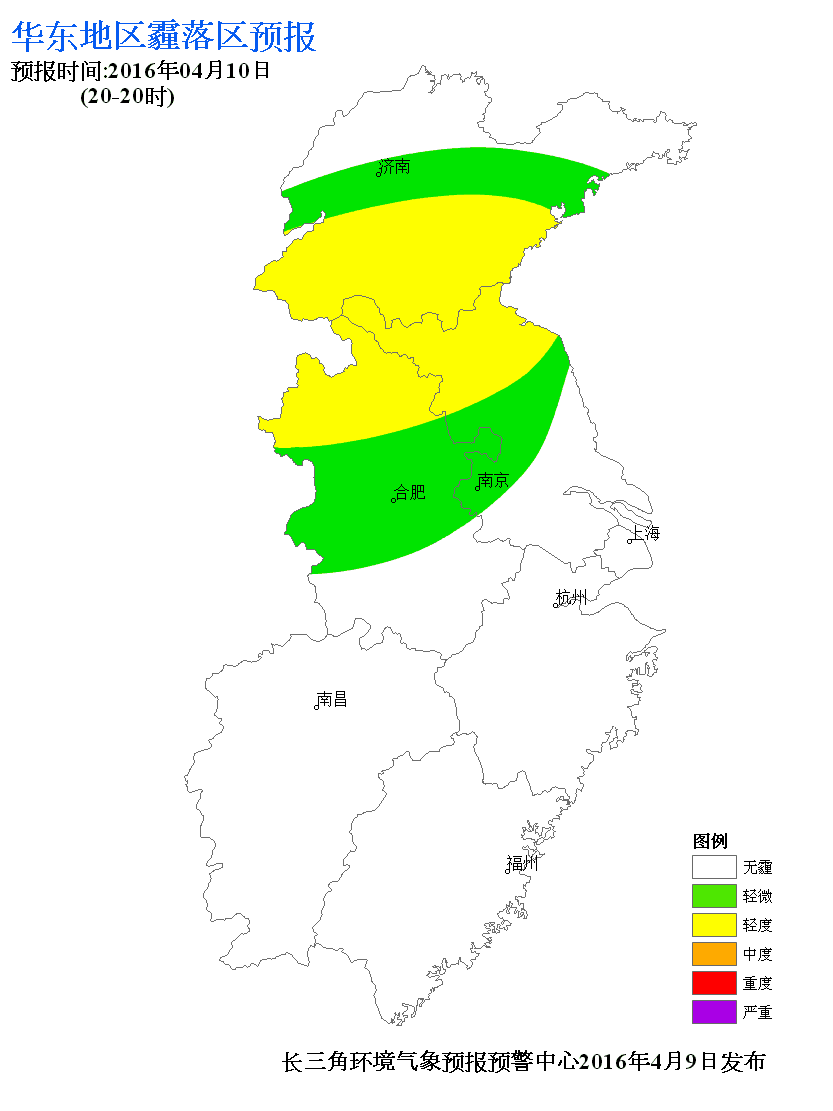 华东地区霾落区预报
预报时间:2016年04月10日
(20-20时)
济南
南京
合肥
上海
杭州
南昌
福州
图例
无霾
轻微
轻度
中度
重度
严重
长三角环境气象预报预警中心2016年4月9日发布